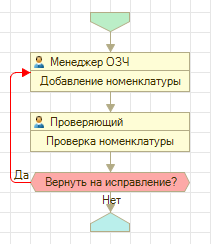 Менеджер ОЗЧ
Добавление номенклатуры
Проверяющий
Проверка номенклатуры
Да
Вернуть на исправление?
Нет